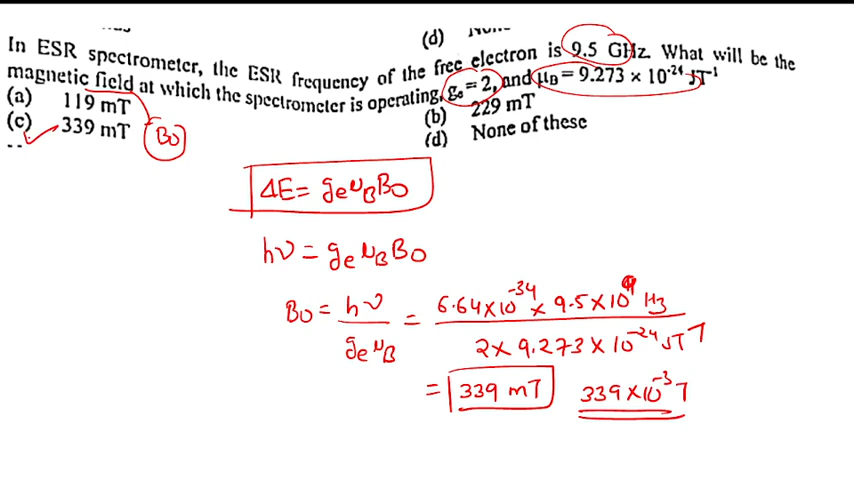 (d) None
In ESR spectrometer, the ESR frequency of the free electron is 9.5 GHz. What will be the
magnetic field at which the spectrometer is operating, gₑ = 2, and μB = 9.273 × 10⁻²⁴ JT⁻¹
(a) 119 mT
(b) 229 mT
(c) 339 mT
(d) None of these
B₀
ΔE = gₑμBB₀
hν = gₑμBB₀
B₀ = hν / gₑμB = 6.64×10⁻³⁴ × 9.5×10⁹ Hz / 2× 9.273×10⁻²⁴ JT
= 339 mT 339×10⁻³T